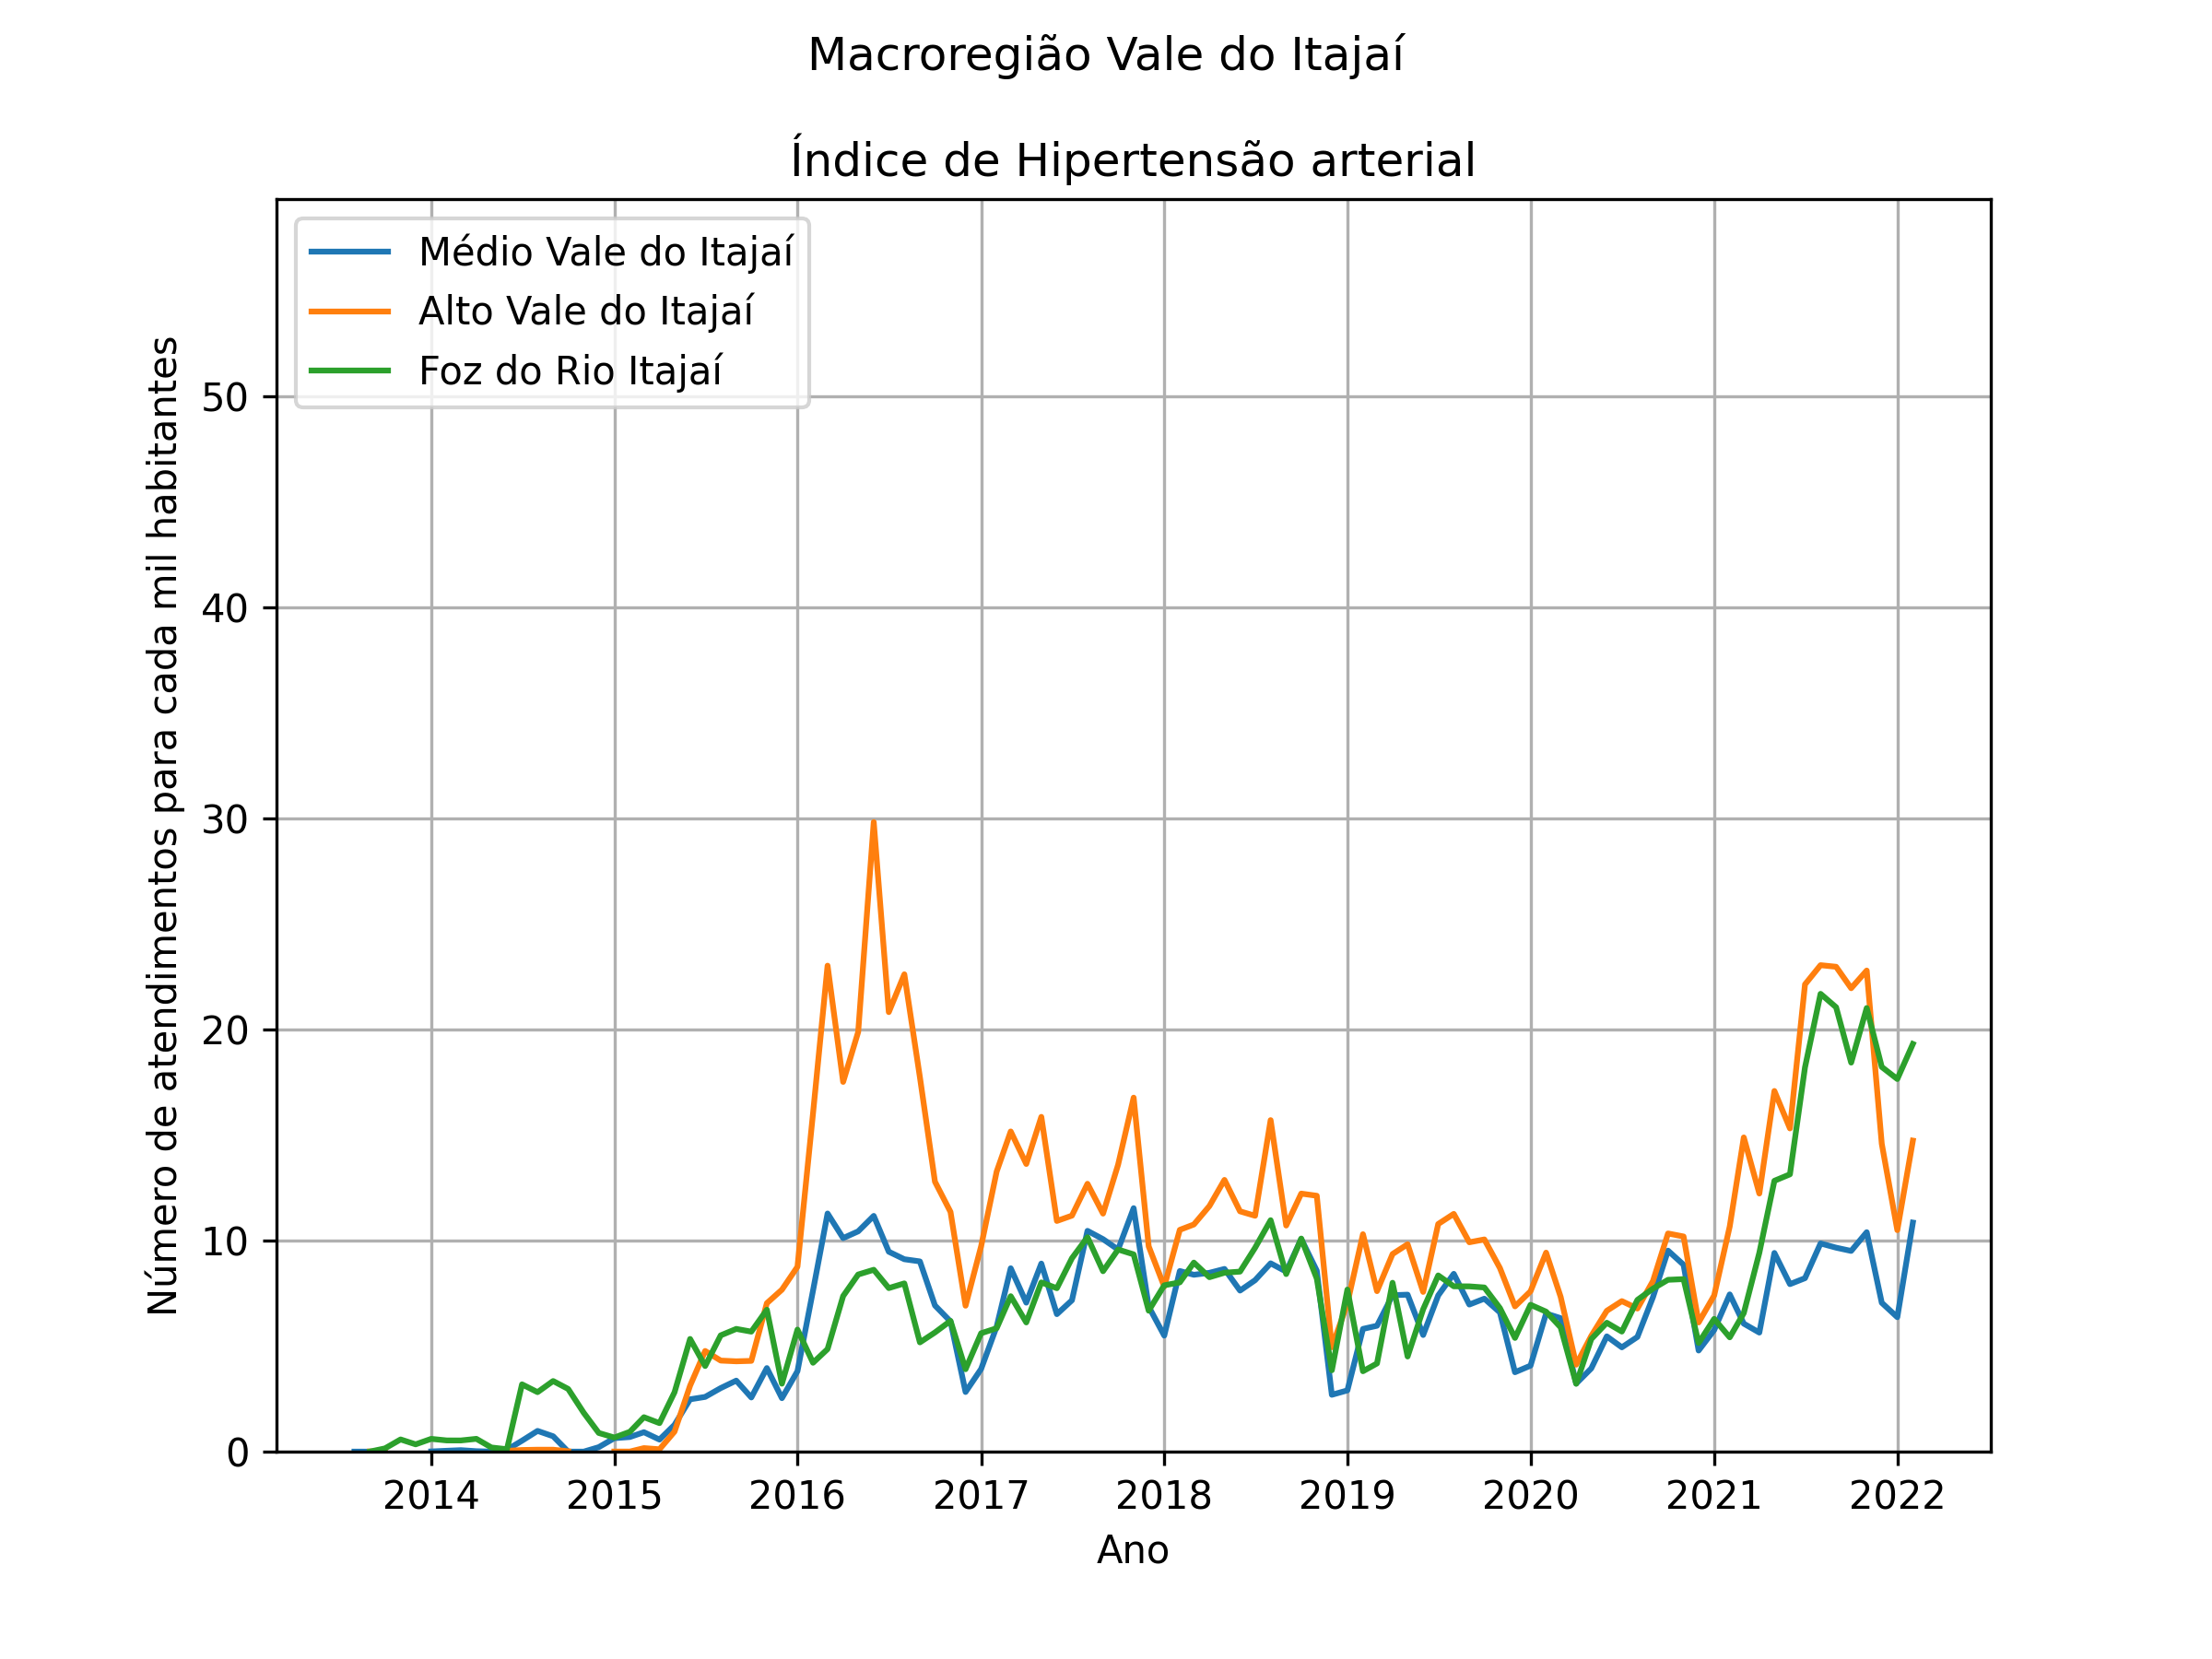 Macroregião Vale do Itajaí
Índice de Hipertensão arterial
Médio Vale do Itajaí
Alto Vale do Itajaí
Foz do Rio Itajaí
Número de atendimentos para cada mil habitantes
50
40
30
20
10
0
2014 2015 2016 2017 2018 2019 2020 2021 2022
Ano